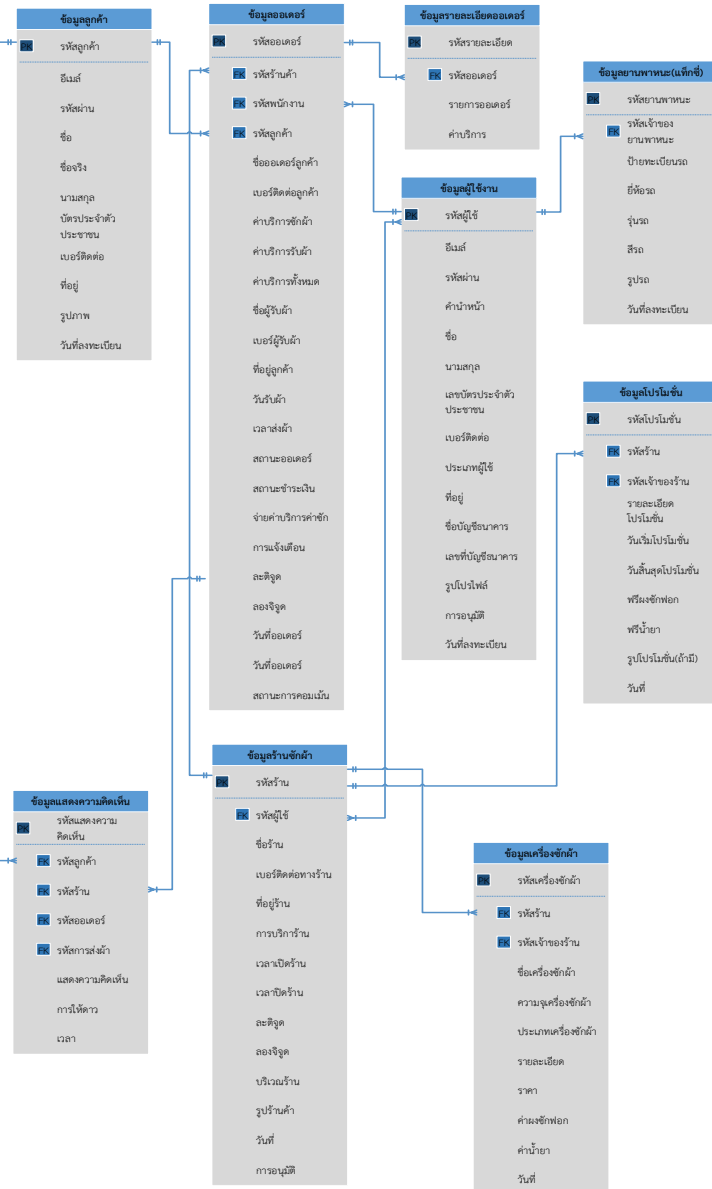 ข้อมูลลูกค้า
PK รหัสลูกค้า
อีเมล์
รหัสผ่าน
ชื่อ
ชื่อจริง
นามสกุล
บัตรประจำตัว
ประชาชน
เบอร์ติดต่อ
ที่อยู่
รูปภาพ
วันที่ลงทะเบียน
ข้อมูลออเดอร์
PK รหัสออเดอร์
FK รหัสร้านค้า
FK รหัสพนักงาน
FK รหัสลูกค้า
ชื่อออเดอร์ลูกค้า
เบอร์ติดต่อลูกค้า
ค่าบริการซักผ้า
ค่าบริการรับผ้า
ค่าบริการทั้งหมด
ชื่อผู้รับผ้า
เบอร์ผู้รับผ้า
ที่อยู่ลูกค้า
วันรับผ้า
เวลาส่งผ้า
สถานะออเดอร์
สถานะชำระเงิน
จ่ายค่าบริการค่าซัก
การแจ้งเตือน
ละติจูด
ลองจิจูด
วันที่ออเดอร์
วันที่ออเดอร์
สถานะการคอมเม้น
ข้อมูลรายละเอียดออเดอร์
PK รหัสรายละเอียด
FK รหัสออเดอร์
รายการออเดอร์
ค่าบริการ
ข้อมูลผู้ใช้งาน
PK รหัสผู้ใช้
อีเมล์
รหัสผ่าน
คำนำหน้า
ชื่อ
นามสกุล
เลขบัตรประจำตัว
ประชาชน
เบอร์ติดต่อ
ประเภทผู้ใช้
ที่อยู่
ชื่อบัญชีธนาคาร
เลขที่บัญชีธนาคาร
รูปโปรไฟล์
การอนุมัติ
วันที่ลงทะเบียน
ข้อมูลยานพาหนะ(แท็กซี่)
PK รหัสยานพาหนะ
FK รหัสเจ้าของ
ยานพาหนะ
ป้ายทะเบียนรถ
ยี่ห้อรถ
รุ่นรถ
สีรถ
รูปรถ
วันที่ลงทะเบียน
ข้อมูลโปรโมชั่น
PK รหัสโปรโมชั่น
FK รหัสร้าน
FK รหัสเจ้าของร้าน
รายละเอียด
โปรโมชั่น
วันเริ่มโปรโมชั่น
วันสิ้นสุดโปรโมชั่น
ฟรีผงซักฟอก
ฟรีน้ำยา
รูปโปรโมชั่น(ถ้ามี)
วันที่
ข้อมูลแสดงความคิดเห็น
PK รหัสแสดงความ
คิดเห็น
FK รหัสลูกค้า
FK รหัสร้าน
FK รหัสออเดอร์
FK รหัสการส่งผ้า
แสดงความคิดเห็น
การให้ดาว
เวลา
ข้อมูลร้านซักผ้า
PK รหัสร้าน
FK รหัสผู้ใช้
ชื่อร้าน
เบอร์ติดต่อทางร้าน
ที่อยู่ร้าน
การบริการ้าน
เวลาเปิดร้าน
เวลาปิดร้าน
ละติจูด
ลองจิจูด
บริเวณร้าน
รูปร้านค้า
วันที่
การอนุมัติ
ข้อมูลเครื่องซักผ้า
PK รหัสเครื่องซักผ้า
FK รหัสร้าน
FK รหัสเจ้าของร้าน
ชื่อเครื่องซักผ้า
ความจุเครื่องซักผ้า
ประเภทเครื่องซักผ้า
รายละเอียด
ราคา
ค่าผงซักฟอก
ค่าน้ำยา
วันที่